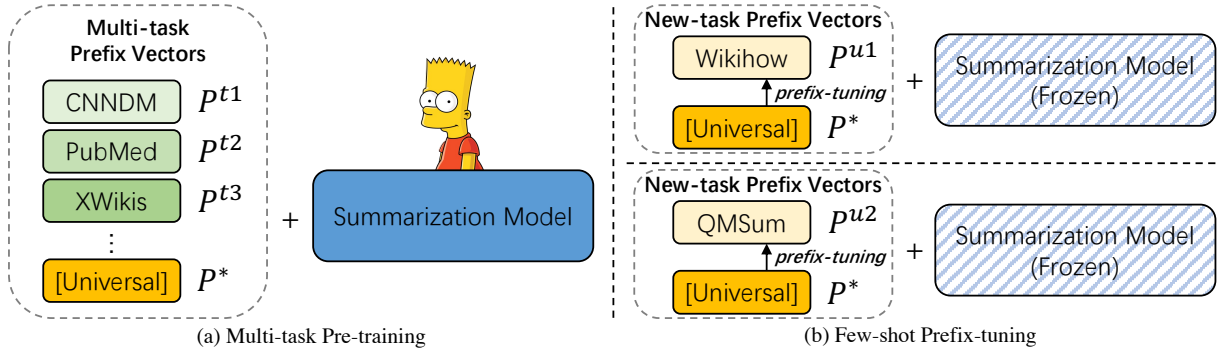 Multi-task
Prefix Vectors
CNNDM P^{t1}
PubMed P^{t2}
XWikis P^{t3}
⋮
[Universal] P^*
+
Summarization Model
(a) Multi-task Pre-training
New-task Prefix Vectors
Wikihow P^{u1}
prefix-tuning
[Universal] P^*
+
Summarization Model
(Frozen)
New-task Prefix Vectors
QMSum P^{u2}
prefix-tuning
[Universal] P^*
+
Summarization Model
(Frozen)
(b) Few-shot Prefix-tuning